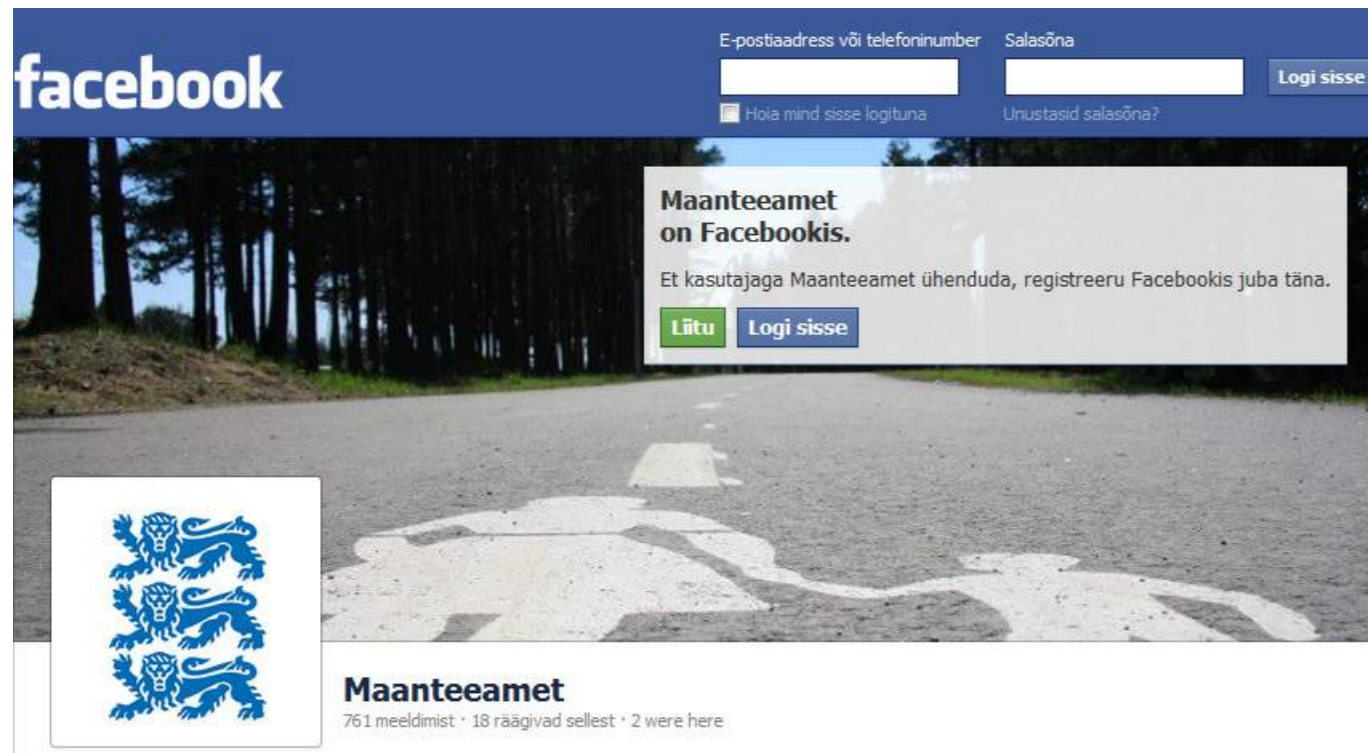 facebook
E-postiaadress või telefoninumber
Salasõna
Logi sisse
Hoia mind sisse logituna
Unustasid salasõna?
Maanteeamet
on Facebookis.
Et kasutajaga Maanteeamet ühenduda, registreeru Facebookis juba täna.
Liitu
Logi sisse
Maanteeamet
761 meeldimist · 18 räägivad sellest · 2 were here